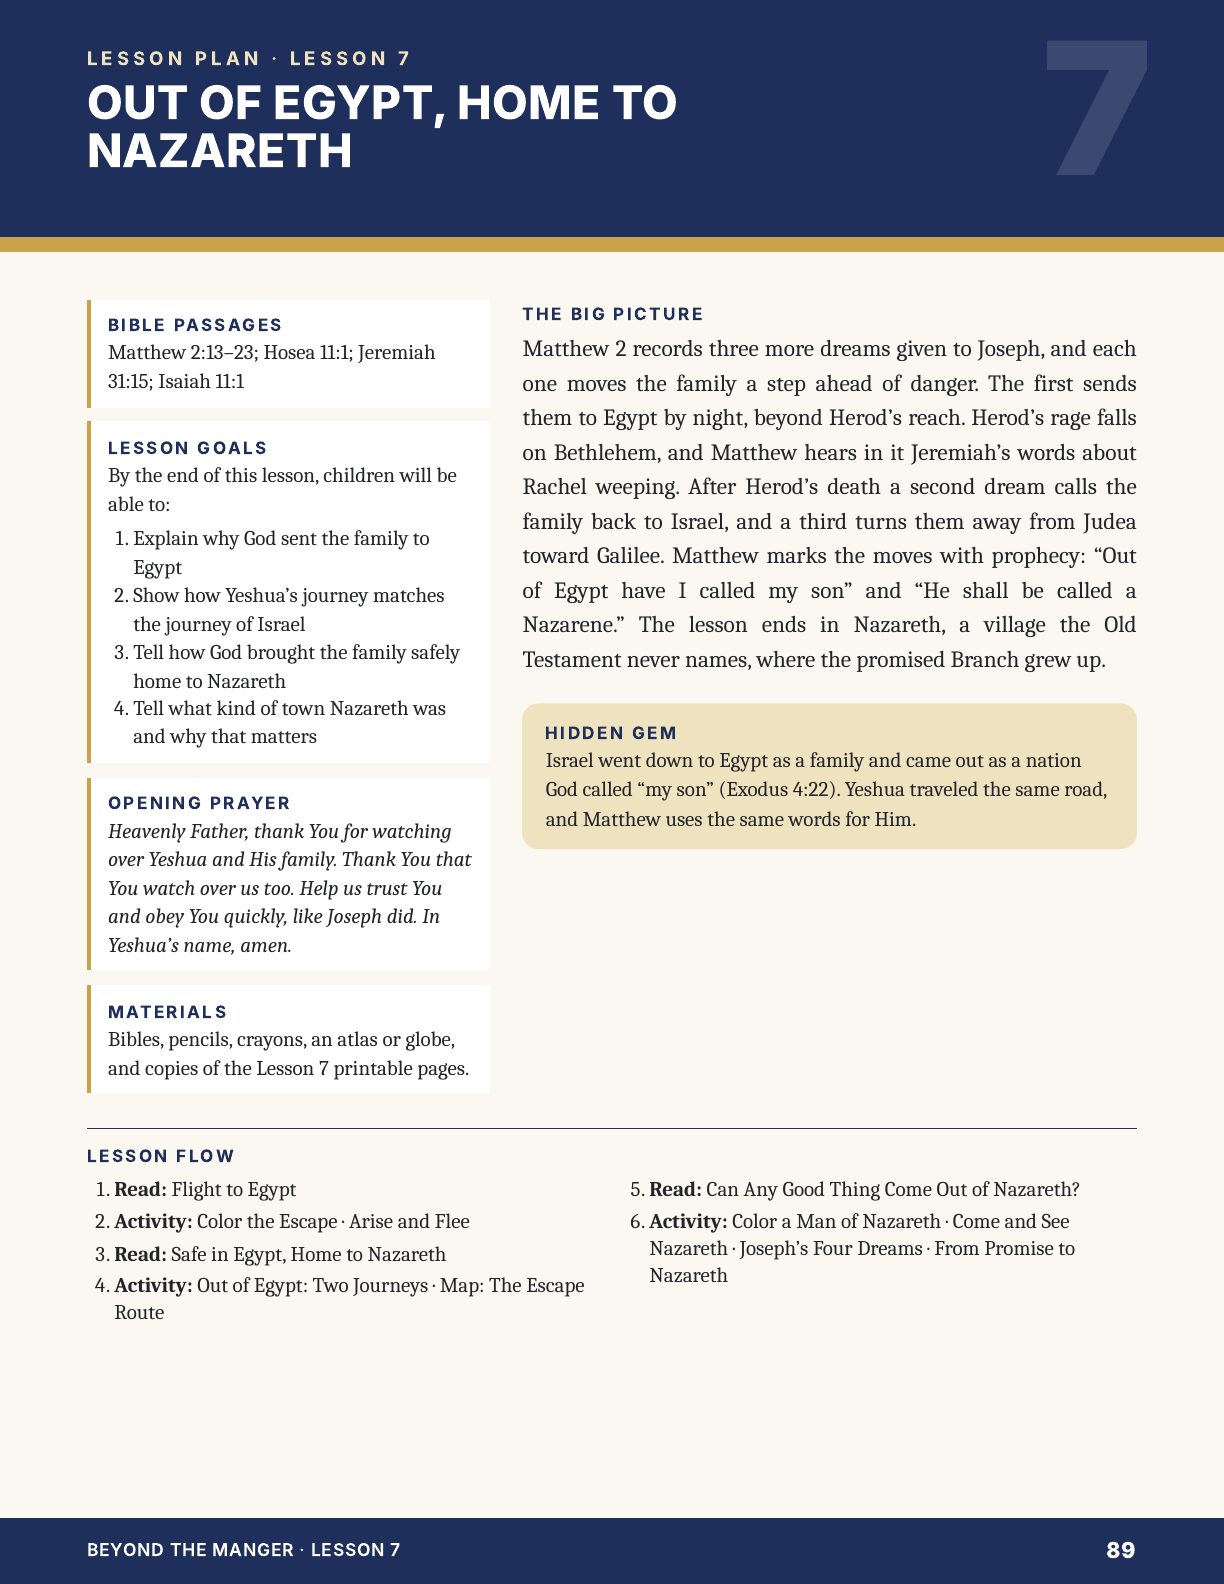 LESSON PLAN · LESSON 7
7
OUT OF EGYPT, HOME TO
NAZARETH
BIBLE PASSAGES
Matthew 2:13–23; Hosea 11:1; Jeremiah
31:15; Isaiah 11:1
LESSON GOALS
By the end of this lesson, children will be
able to:
1. Explain why God sent the family to
Egypt
2. Show how Yeshua’s journey matches
the journey of Israel
3. Tell how God brought the family safely
home to Nazareth
4. Tell what kind of town Nazareth was
and why that matters
OPENING PRAYER
Heavenly Father, thank You for watching
over Yeshua and His family. Thank You that
You watch over us too. Help us trust You
and obey You quickly, like Joseph did. In
Yeshua’s name, amen.
MATERIALS
Bibles, pencils, crayons, an atlas or globe,
and copies of the Lesson 7 printable pages.
THE BIG PICTURE
Matthew 2 records three more dreams given to Joseph, and each
one moves the family a step ahead of danger. The first sends
them to Egypt by night, beyond Herod’s reach. Herod’s rage falls
on Bethlehem, and Matthew hears in it Jeremiah’s words about
Rachel weeping. After Herod’s death a second dream calls the
family back to Israel, and a third turns them away from Judea
toward Galilee. Matthew marks the moves with prophecy: “Out
of Egypt have I called my son” and “He shall be called a
Nazarene.” The lesson ends in Nazareth, a village the Old
Testament never names, where the promised Branch grew up.
HIDDEN GEM
Israel went down to Egypt as a family and came out as a nation
God called “my son” (Exodus 4:22). Yeshua traveled the same road,
and Matthew uses the same words for Him.
LESSON FLOW
1. Read: Flight to Egypt
2. Activity: Color the Escape · Arise and Flee
3. Read: Safe in Egypt, Home to Nazareth
4. Activity: Out of Egypt: Two Journeys · Map: The Escape
Route
5. Read: Can Any Good Thing Come Out of Nazareth?
6. Activity: Color a Man of Nazareth · Come and See
Nazareth · Joseph’s Four Dreams · From Promise to
Nazareth
BEYOND THE MANGER · LESSON 7
89